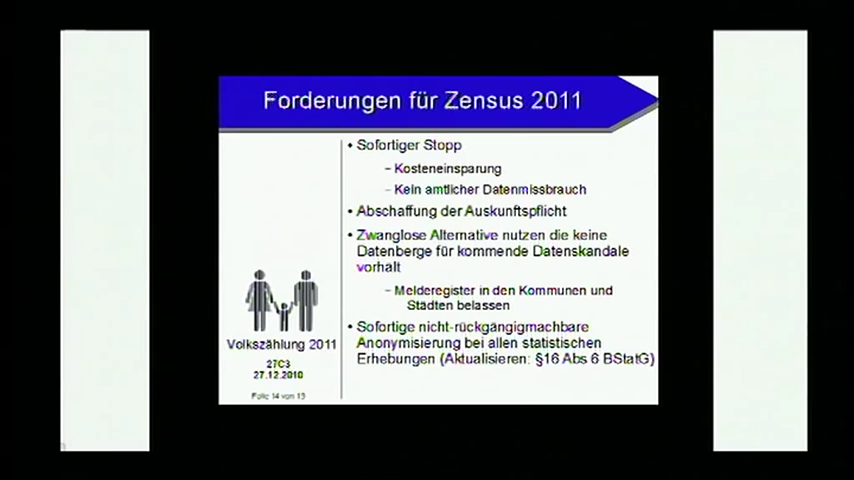 Forderungen für Zensus 2011
• Sofortiger Stopp
– Kosteneinsparung
– Kein amtlicher Datenmissbrauch
• Abschaffung der Auskunftspflicht
• Zwanglose Alternative nutzen die keine
Datenberge für kommende Datenskandale
vorhält
– Melderegister in den Kommunen und
Städten belassen
• Sofortige nicht-rückgängigmachbare
Anonymisierung bei allen statistischen
Erhebungen (Aktualisieren: §16 Abs 6 BStatG)
Volkszählung 2011
27C3
27.12.2010
Folie 14 von 15